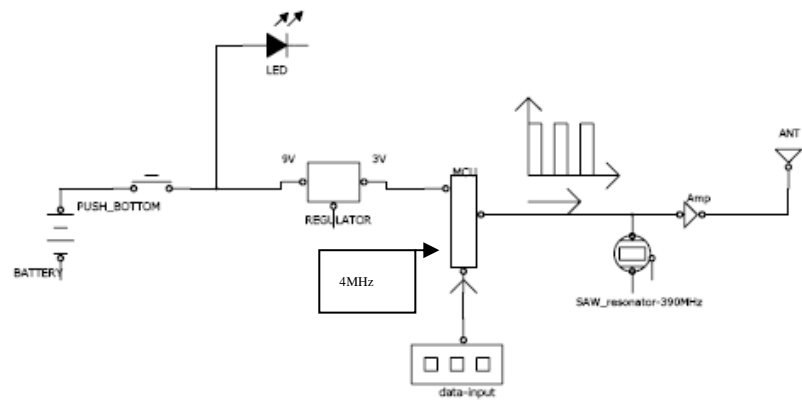 LED
ANT
9V
3V
MCU
PUSH_BOTTOM
REGULATOR
Amp
BATTERY
4MHz
SAW_resonator-390MHz
data-input